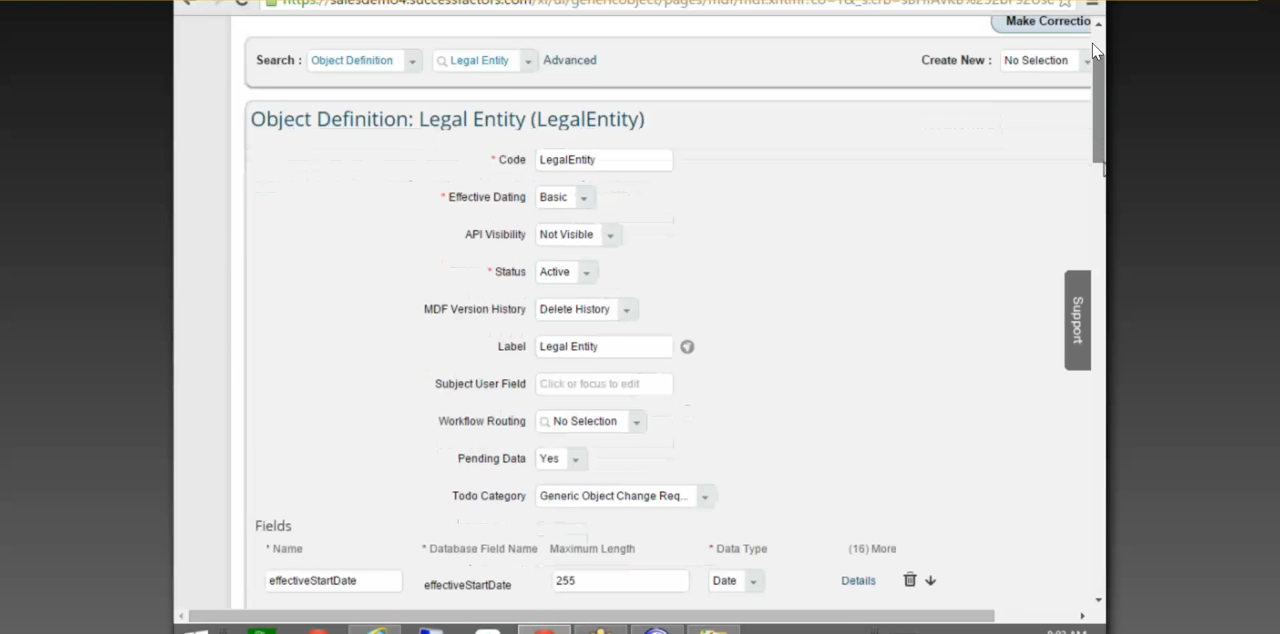 Make Correctio
Search : Object Definition Legal Entity Advanced Create New : No Selection
Object Definition: Legal Entity (LegalEntity)
* Code LegalEntity
* Effective Dating Basic
API Visibility Not Visible
* Status Active
MDF Version History Delete History
Label Legal Entity
Subject User Field Click or focus to edit
Workflow Routing No Selection
Pending Data Yes
Todo Category Generic Object Change Req...
Support
Fields
* Name * Database Field Name Maximum Length * Data Type (16) More
effectiveStartDate effectiveStartDate 255 Date Details